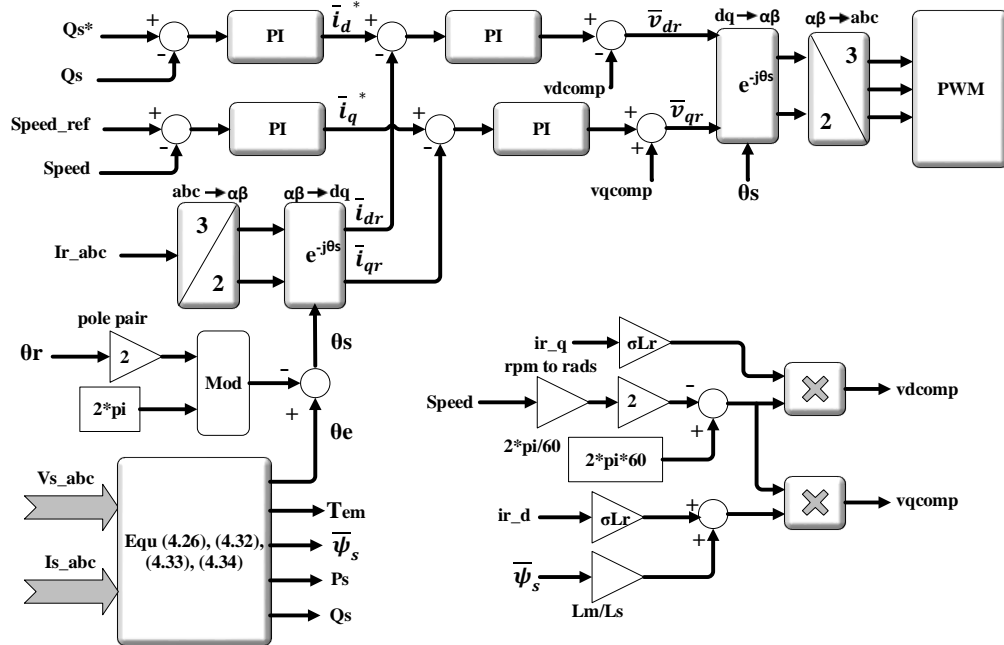 Qs*
Qs
Speed_ref
Speed
PI
PI
i̅d*
i̅q*
PI
PI
vdcomp
vqcomp
v̅dr
v̅qr
dq→αβ
e-jθs
θs
αβ→abc
3
2
PWM
abc→αβ
3
2
Ir_abc
αβ→dq
e-jθs
i̅dr
i̅qr
θs
pole pair
θr
2
2*pi
Mod
θe
Vs_abc
Is_abc
Equ (4.26), (4.32),
(4.33), (4.34)
Tem
ψ̅s
Ps
Qs
ir_q
σLr
rpm to rads
Speed
2
2*pi/60
2*pi*60
vdcomp
ir_d
σLr
ψ̅s
Lm/Ls
vqcomp